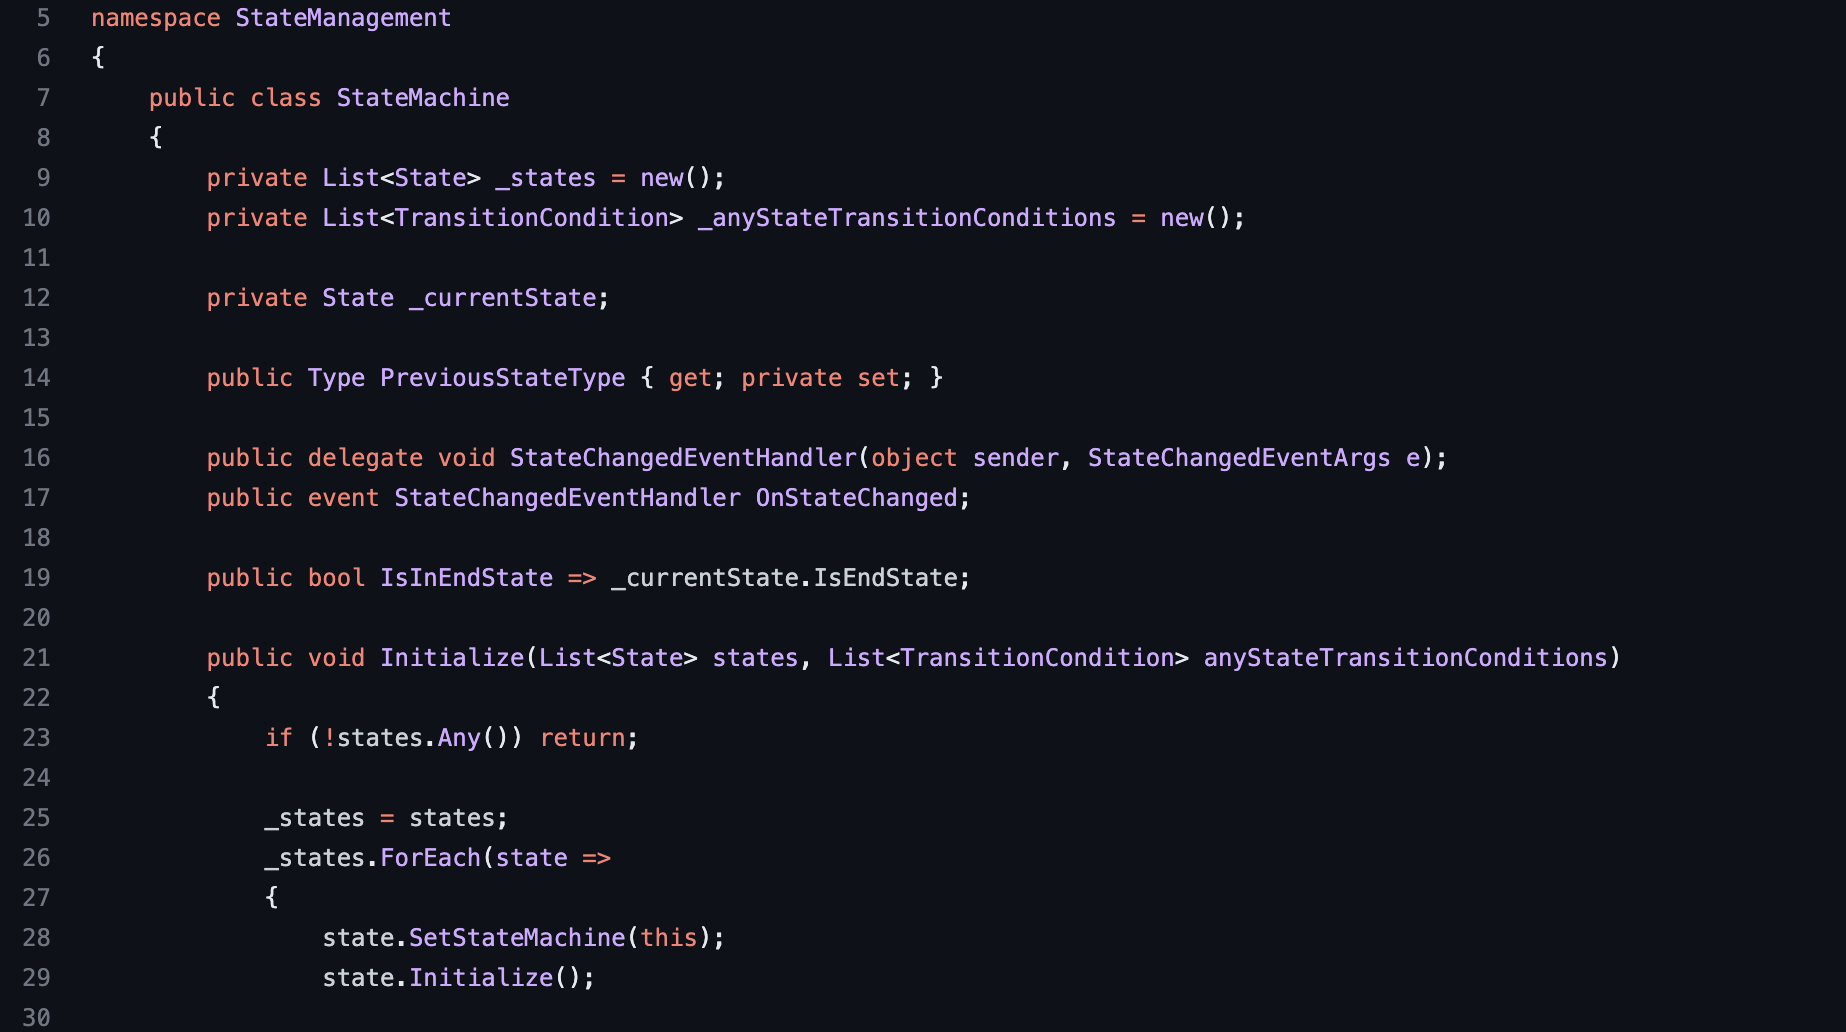 5 namespace StateManagement
6 {
7     public class StateMachine
8     {
9         private List<State> _states = new();
10         private List<TransitionCondition> _anyStateTransitionConditions = new();
11
12         private State _currentState;
13
14         public Type PreviousStateType { get; private set; }
15
16         public delegate void StateChangedEventHandler(object sender, StateChangedEventArgs e);
17         public event StateChangedEventHandler OnStateChanged;
18
19         public bool IsInEndState => _currentState.IsEndState;
20
21         public void Initialize(List<State> states, List<TransitionCondition> anyStateTransitionConditions)
22         {
23             if (!states.Any()) return;
24
25             _states = states;
26             _states.ForEach(state =>
27             {
28                 state.SetStateMachine(this);
29                 state.Initialize();
30